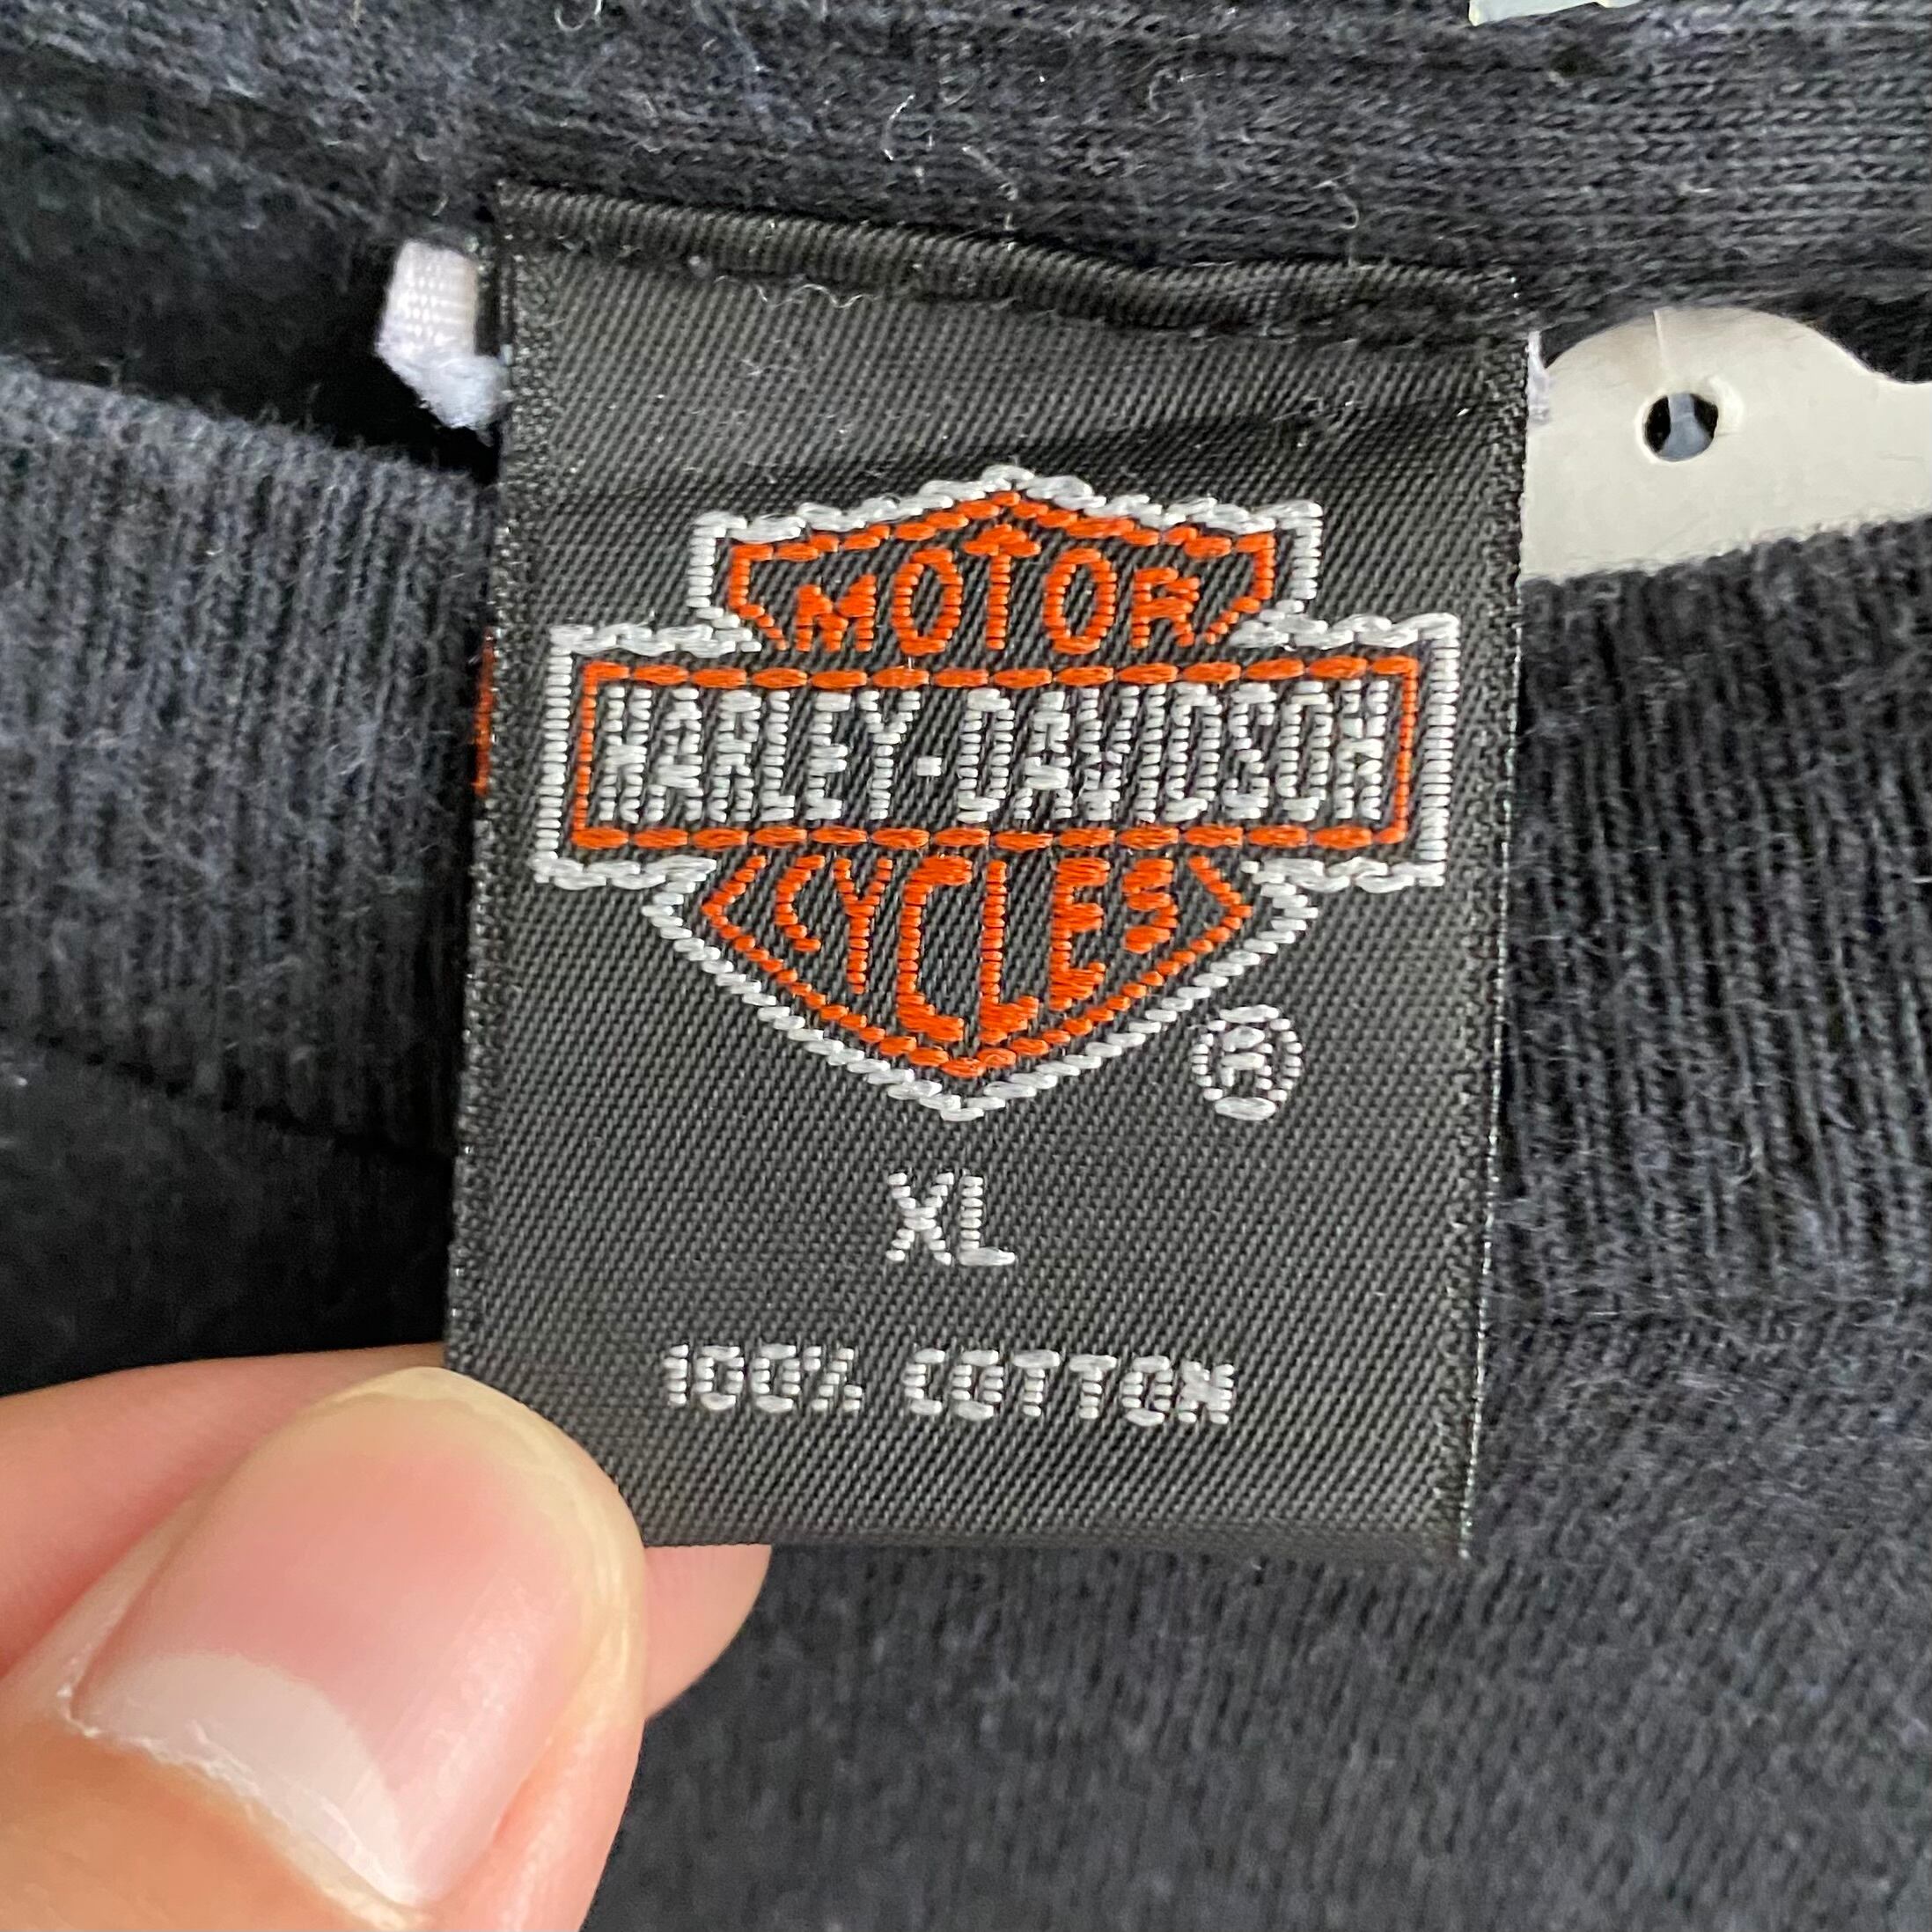 MOTOR
HARLEY-DAVIDSON
CYCLES
®
XL
100% COTTON